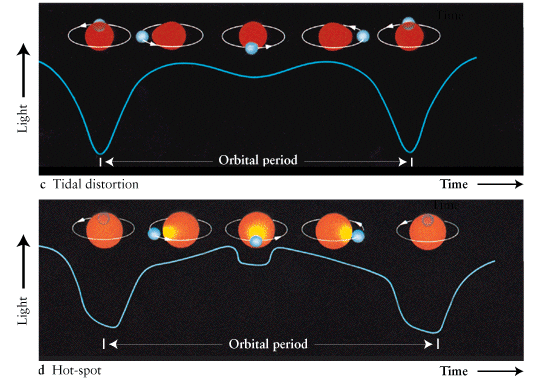 Time
Light
Orbital period
c Tidal distortion
Time
Time
Light
Orbital period
d Hot-spot
Time